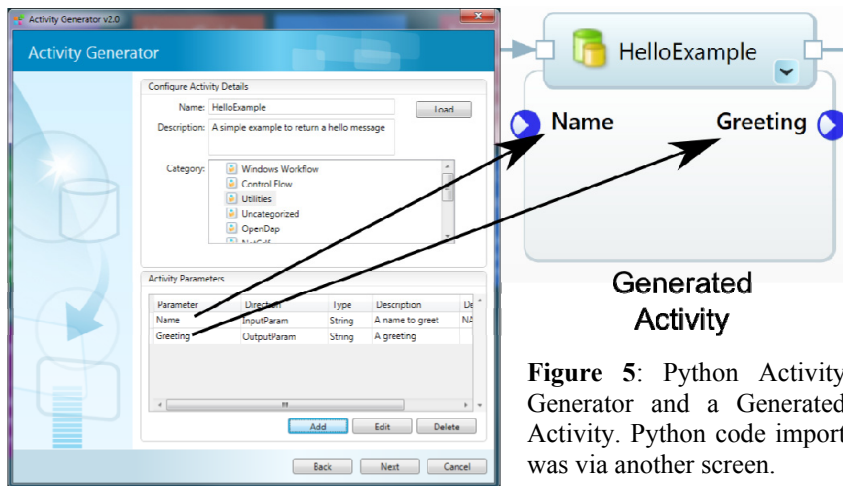 Activity Generator v2.0
Activity Generator
Configure Activity Details
Name: HelloExample
Load
Description: A simple example to return a hello message
Category:
Windows Workflow
Control Flow
Utilities
Uncategorized
OpenDap
Activity Parameters
Parameter Direction Type Description De
Name InputParam String A name to greet NA
Greeting OutputParam String A greeting
Add Edit Delete
Back Next Cancel
HelloExample
Name Greeting
Generated
Activity
Figure 5: Python Activity
Generator and a Generated
Activity. Python code import
was via another screen.